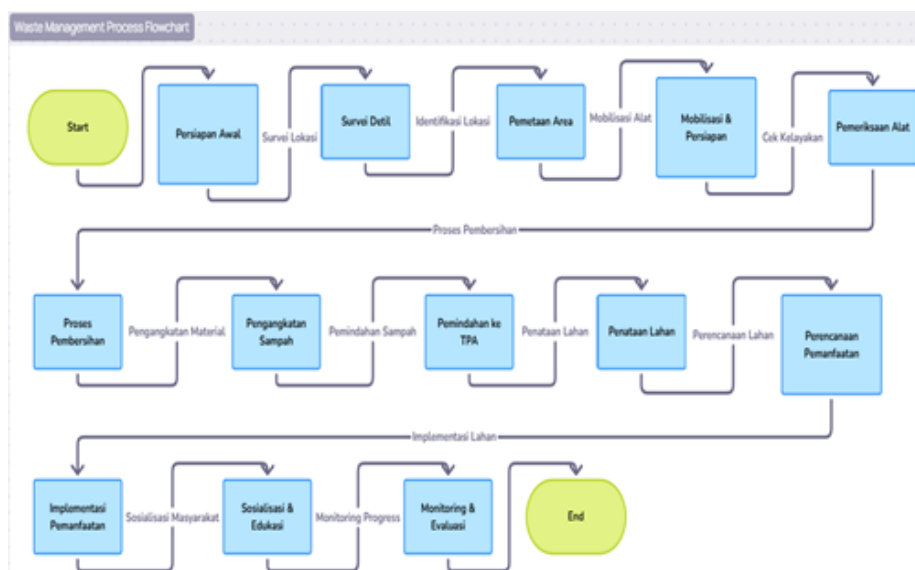 Waste Management Process Flowchart
Start
Persiapan Awal
Survei Lokasi
Survei Detil
Identifikasi Lokasi
Pemetaan Area
Mobilisasi Alat
Mobilisasi &
Persiapan
Cek Kelayakan
Pemeriksaan Alat
Proses Pembersihan
Proses
Pembersihan
Pengangkatan Material
Pengangkatan
Sampah
Pemindahan Sampah
Pemindahan ke
TPA
Penataan Lahan
Penataan Lahan
Perencanaan Lahan
Perencanaan
Pemanfaatan
Implementasi Lahan
Implementasi
Pemanfaatan
Sosialisasi Masyarakat
Sosialisasi &
Edukasi
Monitoring Progress
Monitoring &
Evaluasi
End